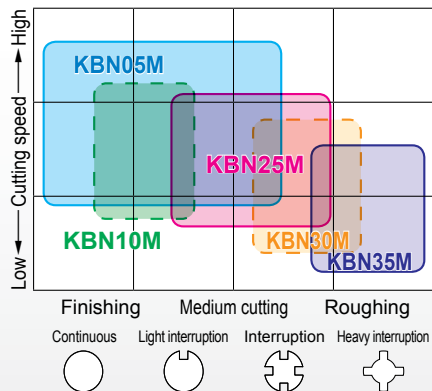 High
KBN05M
Cutting speed
KBN25M
KBN10M
KBN30M
KBN35M
Low
Finishing Medium cutting Roughing
Continuous Light interruption Interruption Heavy interruption